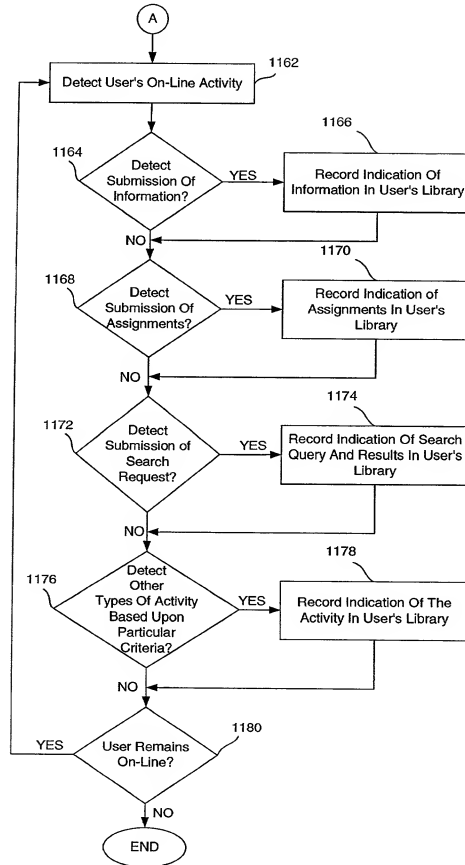 A
Detect User's On-Line Activity
1162
1164
Detect
Submission Of
Information?
YES
1166
Record Indication Of
Information In User's Library
NO
1168
Detect
Submission Of
Assignments?
YES
1170
Record Indication of
Assignments In User's
Library
NO
1172
Detect
Submission of
Search
Request?
YES
1174
Record Indication Of Search
Query And Results In User's
Library
NO
1176
Detect
Other
Types Of Activity
Based Upon
Particular
Criteria?
YES
1178
Record Indication Of The
Activity In User's Library
NO
YES
User Remains
On-Line?
1180
NO
END